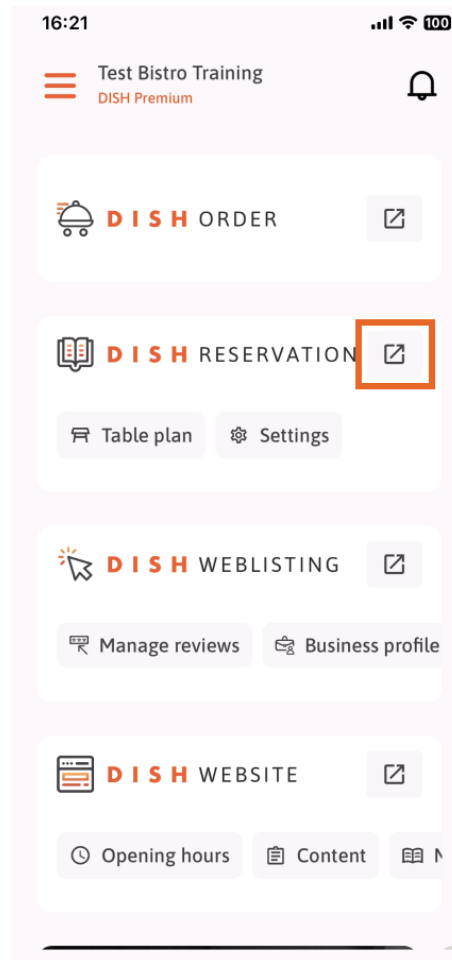 16:21
100
Test Bistro Training
DISH Premium
DISH ORDER
DISH RESERVATION
Table plan
Settings
DISH WEBLISTING
Manage reviews
Business profile
DISH WEBSITE
Opening hours
Content